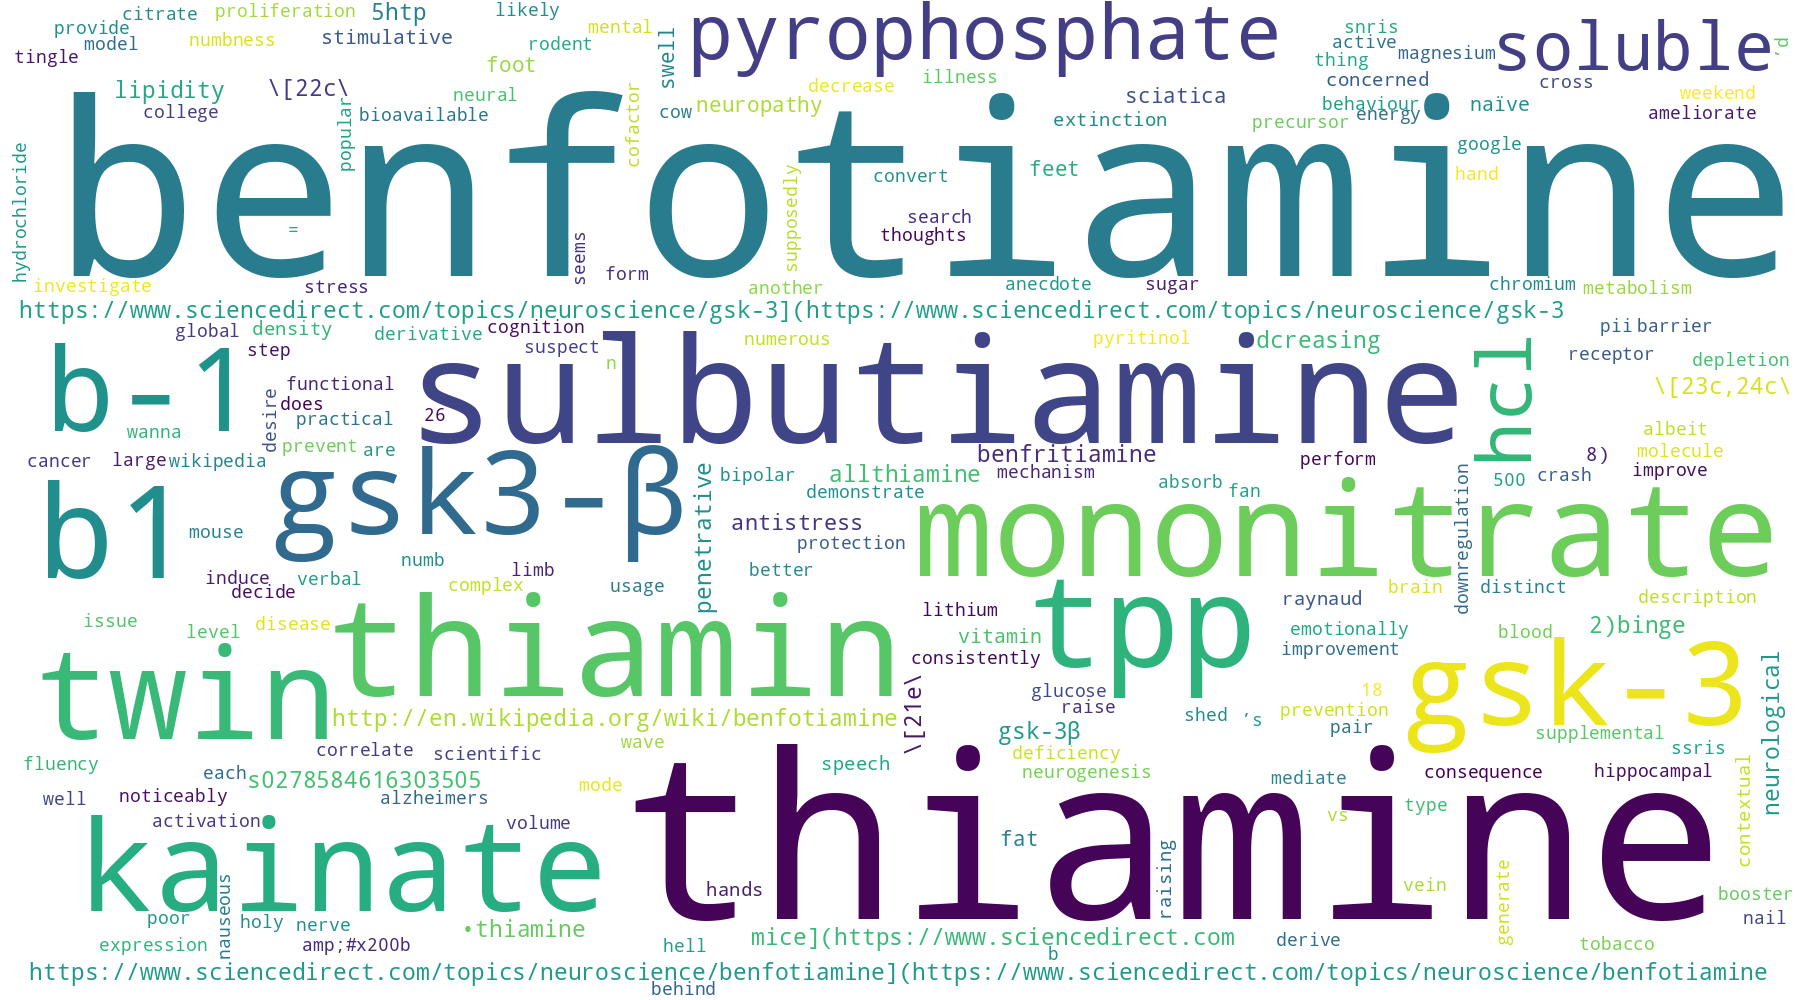 citrate
proliferation
5htp
likely
pyrophosphate
provide
model
numbness
stimulative
rodent
mental
snris
active
thing
magnesium
soluble
'd
tingle
foot
swell
concerned
cross
lipidity
\[22c\
neural
decrease
illness
sciatica
weekend
college
popular
bioavailable
cofactor
cow
neuropathy
extinction
behaviour
energy
naïve
ameliorate
precursor
google
benfotiamine
hydrochloride
=
supposedly
convert
feet
hand
search
thoughts
seems
form
investigate
stress
another
anecdote
sugar
chromium
metabolism
https://www.sciencedirect.com/topics/neuroscience/gsk-3](https://www.sciencedirect.com/topics/neuroscience/gsk-3
global
density
derivative
cognition
suspect
numerous
pyritinol
dcreasing
pii
barrier
step
n
receptor
depletion
b-1
functional
does
desire
practical
26
sulbutiamine
hcl
\[23c,24c\
wanna
prevent
are
albeit
molecule
cancer
large
wikipedia
benfritiamine
mechanism
perform
8)
improve
gsk3-β
penetrative
bipolar
allthiamine
absorb
fan
500
crash
b1
demonstrate
mononitrate
mouse
antistress
protection
downregulation
numb
limb
better
induce
decide
verbal
complex
usage
brain
distinct
issue
level
disease
thiamin
lithium
tpp
raynaud
description
vitamin
emotionally
blood
2)binge
improvement
consistently
twin
glucose
raise
18
gsk-3
neurological
http://en.wikipedia.org/wiki/benfotiamine
\[21e\
shed
's
prevention
pair
gsk-3β
supplemental
correlate
scientific
wave
deficiency
ssris
fluency
each
s0278584616303505
mode
speech
neurogenesis
mediate
consequence
hippocampal
contextual
well
noticeably
alzheimers
type
activation
volume
vs
kainate
fat
thiamine
raising
hands
vein
generate
booster
poor
nauseous
holy
nerve
•thiamine
nail
expression
amp;#x200b
hell
mice](https://www.sciencedirect.com
b
derive
tobacco
https://www.sciencedirect.com/topics/neuroscience/benfotiamine](https://www.sciencedirect.com/topics/neuroscience/benfotiamine
behind